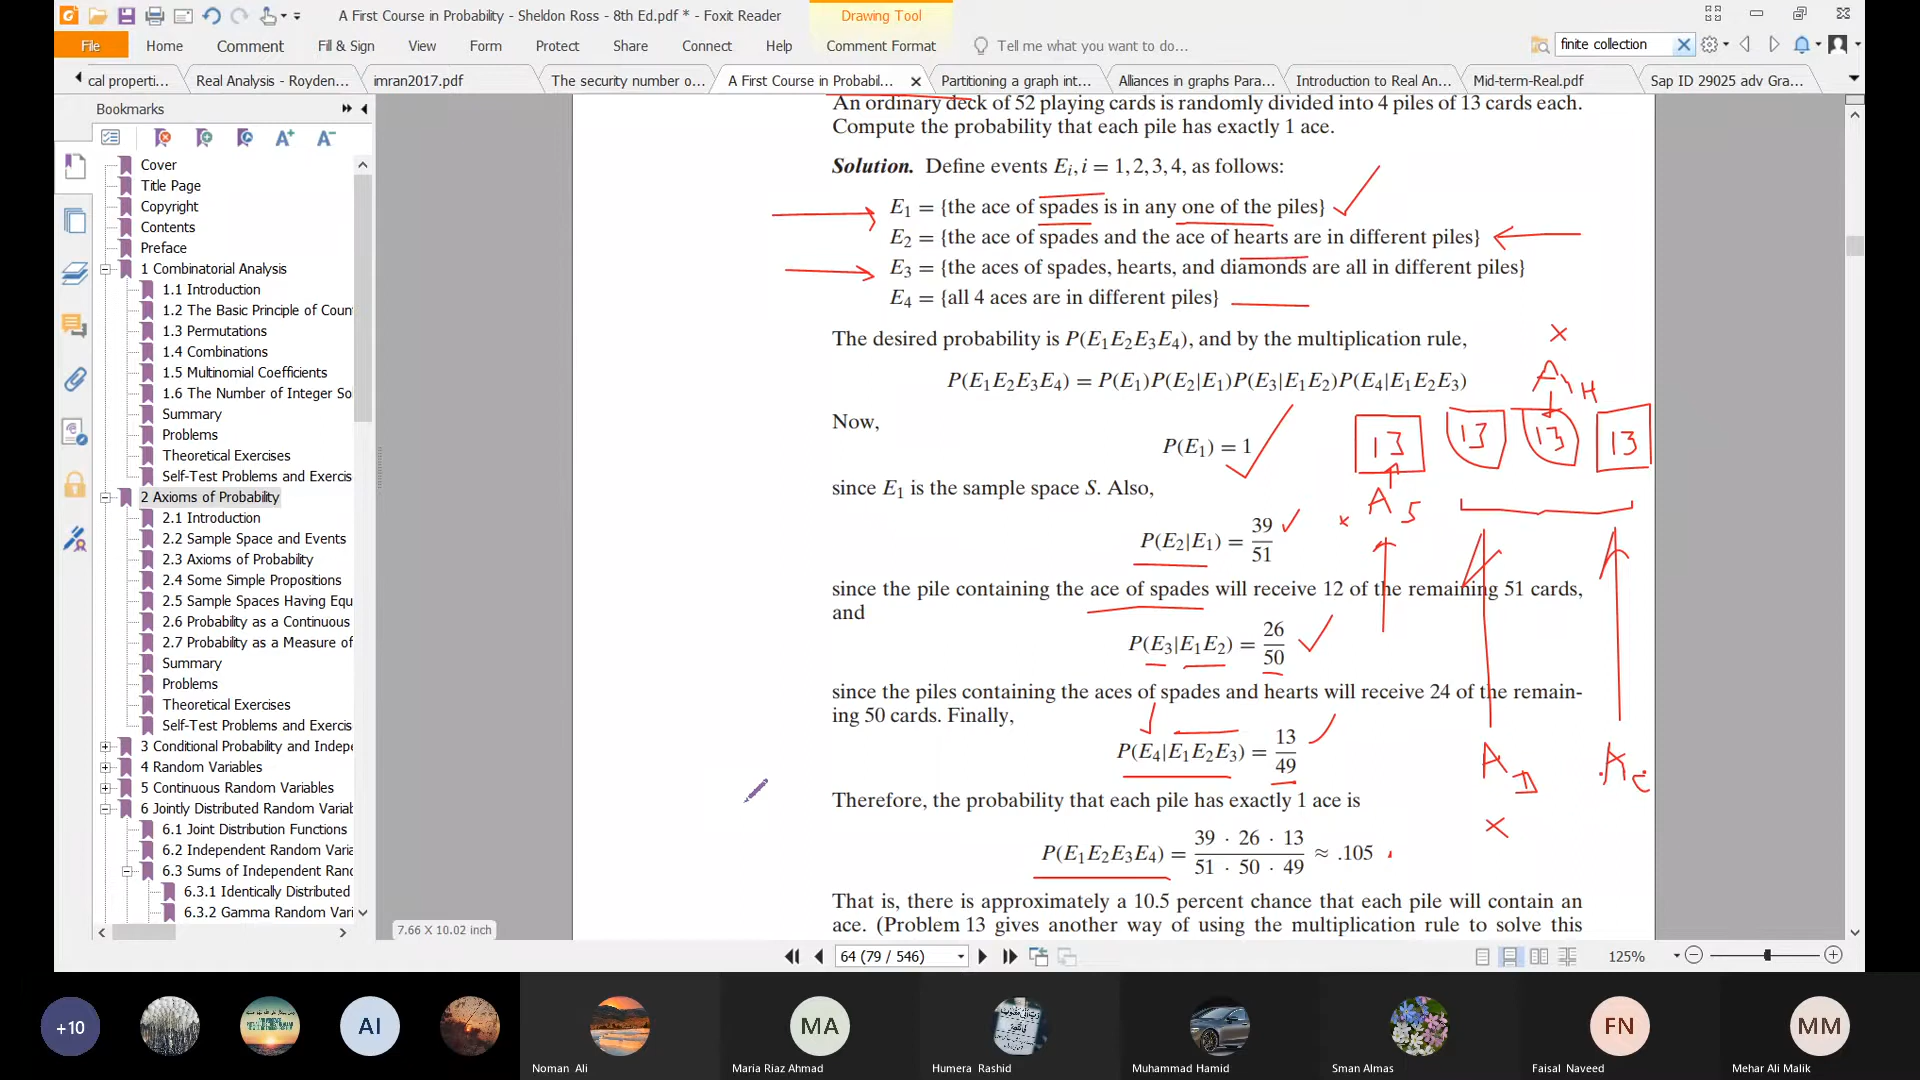 A First Course in Probability - Sheldon Ross - 8th Ed.pdf * - Foxit Reader
Drawing Tool
File
Home
Comment
Fill & Sign
View
Form
Protect
Share
Connect
Help
Comment Format
Tell me what you want to do...
finite collection
cal properti...
Real Analysis - Royden...
imran2017.pdf
The security number o...
A First Course in Probabil...
Partitioning a graph int...
Alliances in graphs Para...
Introduction to Real An...
Mid-term-Real.pdf
Sap ID 29025 adv Gra...
Bookmarks
Cover
Title Page
Copyright
Contents
Preface
1 Combinatorial Analysis
1.1 Introduction
1.2 The Basic Principle of Coun
1.3 Permutations
1.4 Combinations
1.5 Multinomial Coefficients
1.6 The Number of Integer So
Summary
Problems
Theoretical Exercises
Self-Test Problems and Exercis
2 Axioms of Probability
2.1 Introduction
2.2 Sample Space and Events
2.3 Axioms of Probability
2.4 Some Simple Propositions
2.5 Sample Spaces Having Equ
2.6 Probability as a Continuous
2.7 Probability as a Measure of
Summary
Problems
Theoretical Exercises
Self-Test Problems and Exercis
3 Conditional Probability and Indepe
4 Random Variables
5 Continuous Random Variables
6 Jointly Distributed Random Variab
6.1 Joint Distribution Functions
6.2 Independent Random Varia
6.3 Sums of Independent Rand
6.3.1 Identically Distributed
6.3.2 Gamma Random Vari
An ordinary deck of 52 playing cards is randomly divided into 4 piles of 13 cards each.
Compute the probability that each pile has exactly 1 ace.
Solution. Define events E₁, i = 1, 2, 3, 4, as follows:
E₁ = {the ace of spades is in any one of the piles}
E₂ = {the ace of spades and the ace of hearts are in different piles}
E₃ = {the aces of spades, hearts, and diamonds are all in different piles}
E₄ = {all 4 aces are in different piles}
The desired probability is P(E₁E₂E₃E₄), and by the multiplication rule,
P(E₁E₂E₃E₄) = P(E₁)P(E₂|E₁)P(E₃|E₁E₂)P(E₄|E₁E₂E₃)
Now,
P(E₁) = 1
since E₁ is the sample space S. Also,
P(E₂|E₁) = 39/51
since the pile containing the ace of spades will receive 12 of the remaining 51 cards,
and
P(E₃|E₁E₂) = 26/50
since the piles containing the aces of spades and hearts will receive 24 of the remain-
ing 50 cards. Finally,
P(E₄|E₁E₂E₃) = 13/49
Therefore, the probability that each pile has exactly 1 ace is
P(E₁E₂E₃E₄) = 39 · 26 · 13 / 51 · 50 · 49 ≈ .105
That is, there is approximately a 10.5 percent chance that each pile will contain an
ace. (Problem 13 gives another way of using the multiplication rule to solve this
A H
13 13 13 13
A S
A D
A C
7.66 X 10.02 inch
64 (79 / 546)
125%
+10
AI
Noman Ali
MA
Maria Riaz Ahmad
Humera Rashid
Muhammad Hamid
Sman Almas
FN
Faisal Naveed
MM
Mehar Ali Malik